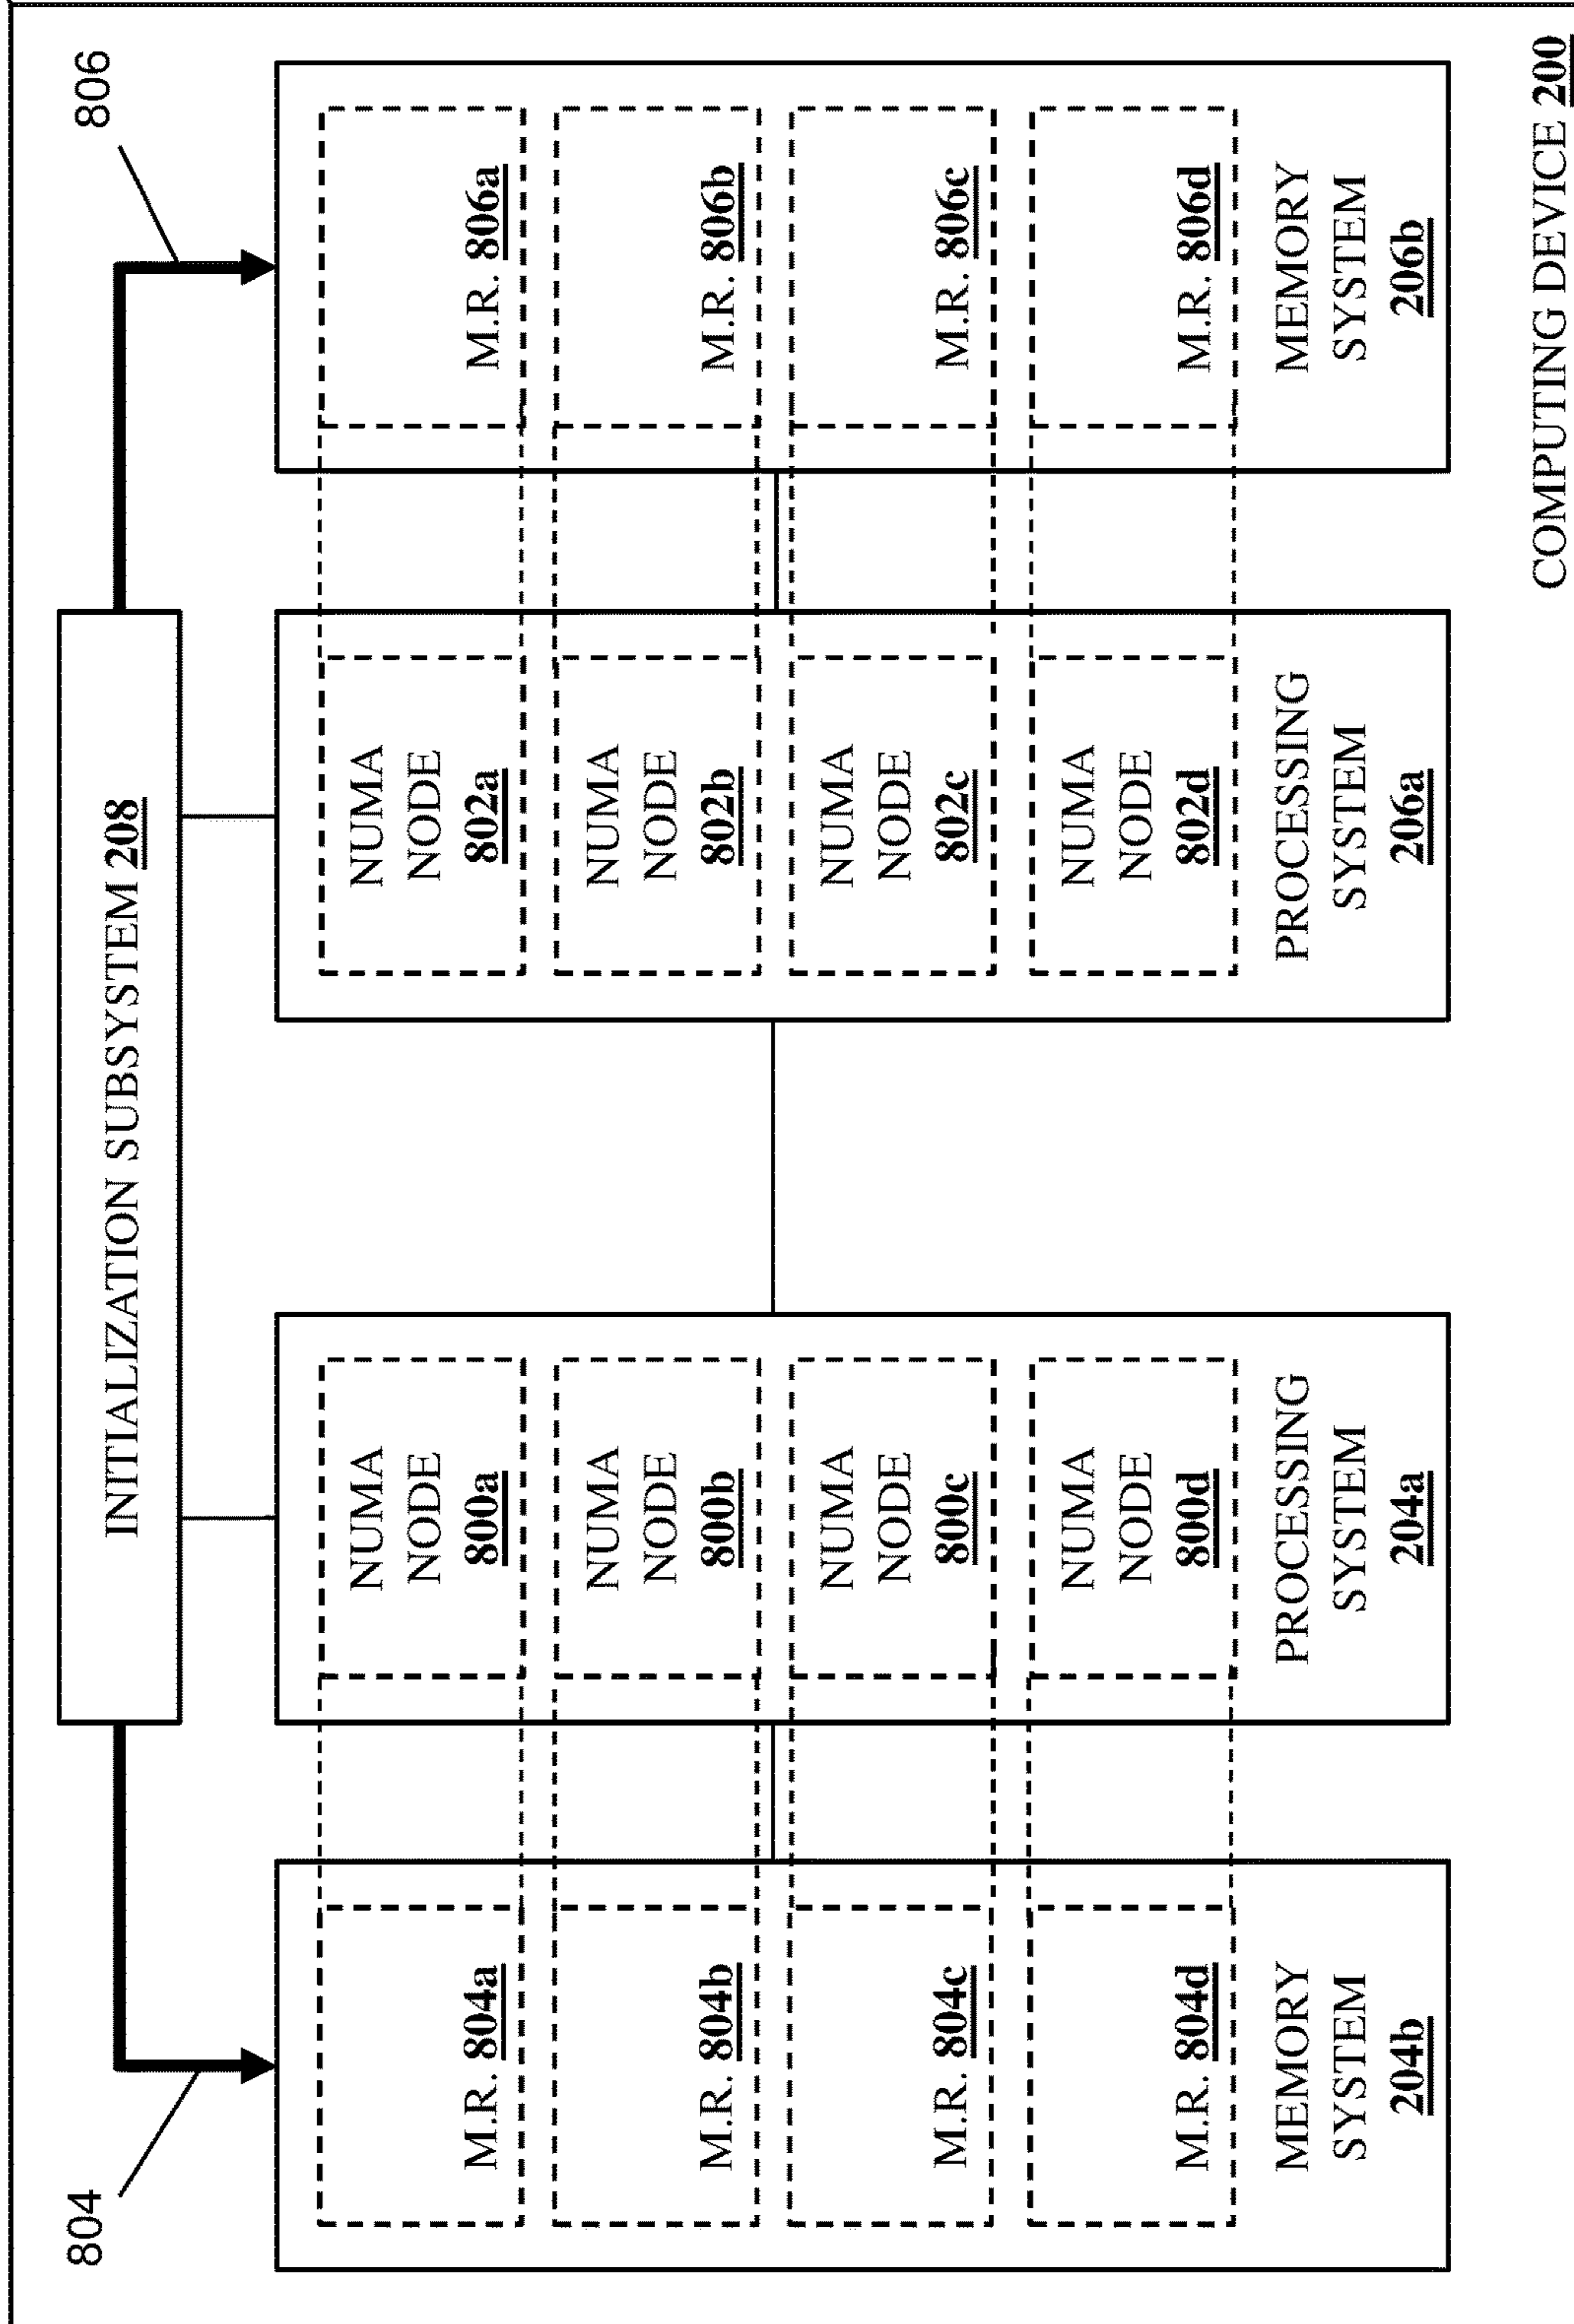 804
806
INITIALIZATION SUBSYSTEM 208
M.R. 804a
M.R. 804b
M.R. 804c
M.R. 804d
MEMORY
SYSTEM
204b
NUMA
NODE
800a
NUMA
NODE
800b
NUMA
NODE
800c
NUMA
NODE
800d
PROCESSING
SYSTEM
204a
NUMA
NODE
802a
NUMA
NODE
802b
NUMA
NODE
802c
NUMA
NODE
802d
PROCESSING
SYSTEM
206a
M.R. 806a
M.R. 806b
M.R. 806c
M.R. 806d
MEMORY
SYSTEM
206b
COMPUTING DEVICE 200